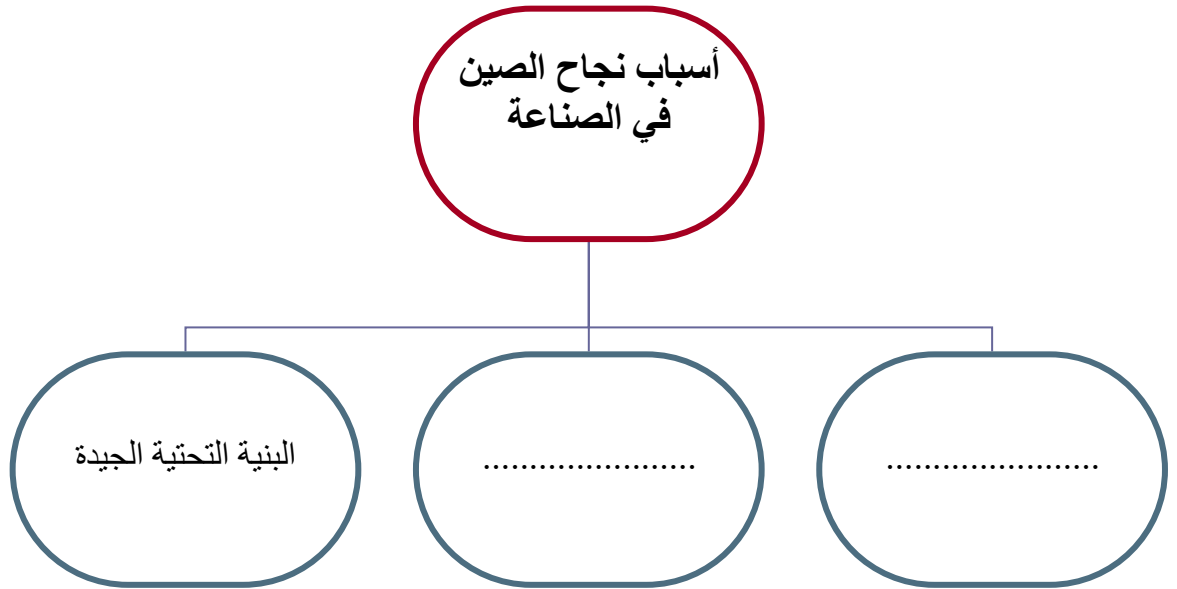 أسباب نجاح الصين
في الصناعة
.......................
.......................
البنية التحتية الجيدة